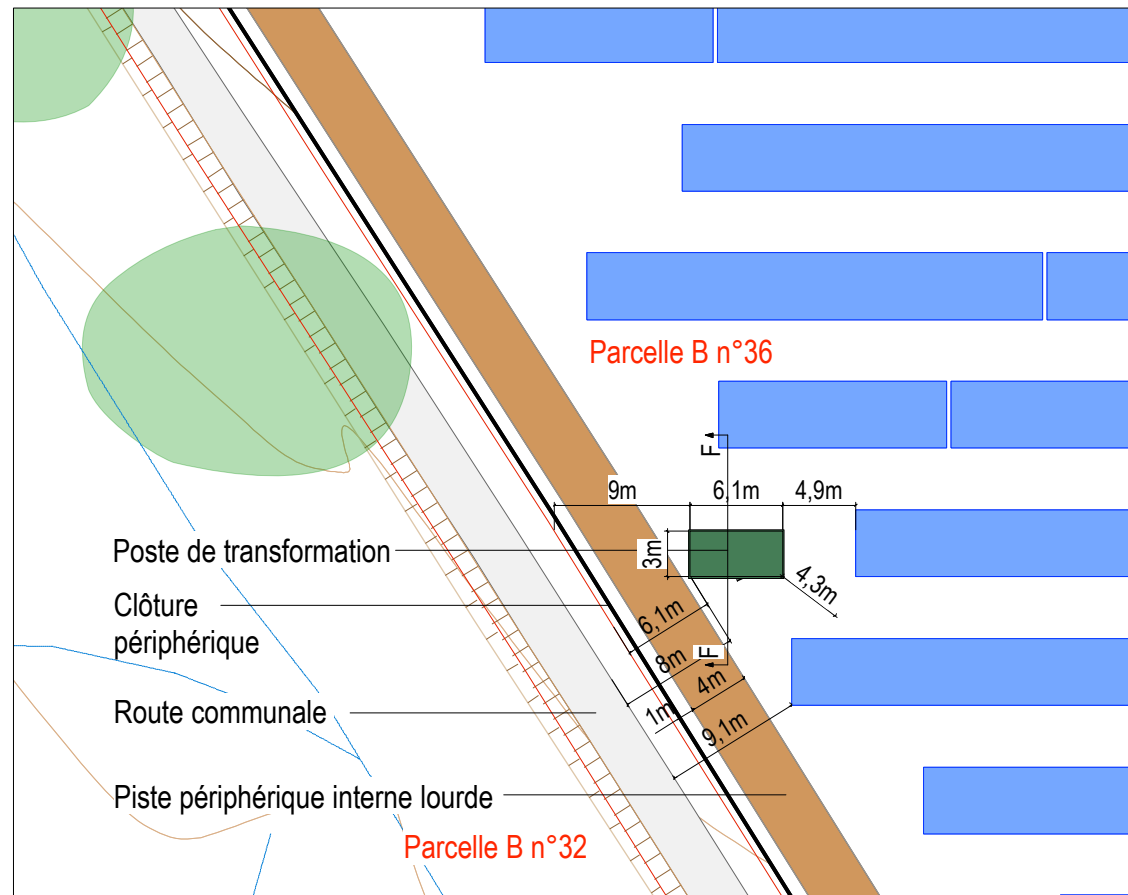 Parcelle B n°36
F
9m
6,1m
4,9m
Poste de transformation
3m
4,3m
Clôture
périphérique
6,1m
8m
F
4m
1m
9,1m
Route communale
Piste périphérique interne lourde
Parcelle B n°32